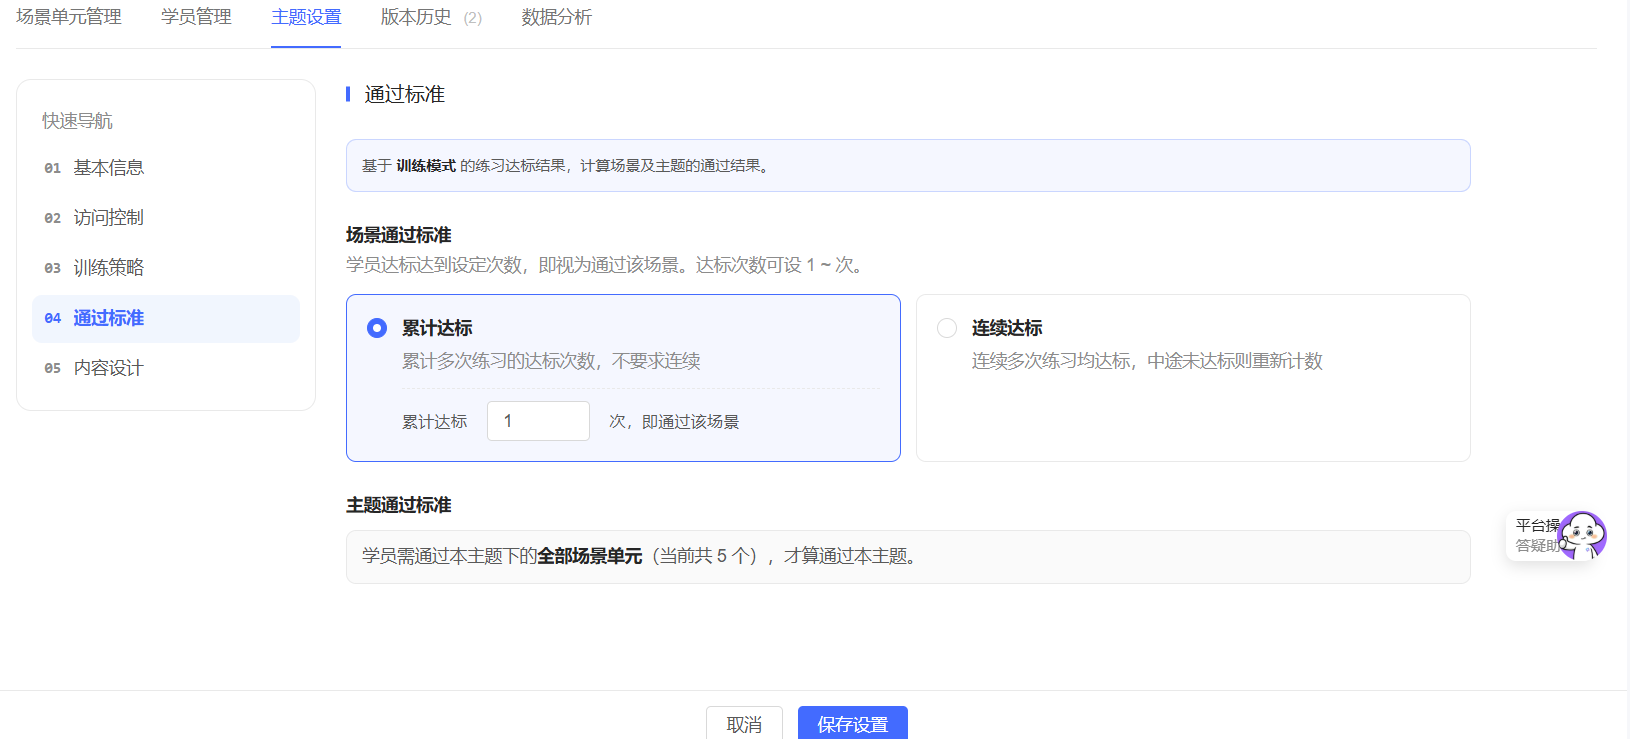 场景单元管理 学员管理 主题设置 版本历史 (2) 数据分析
快速导航
01 基本信息
02 访问控制
03 训练策略
04 通过标准
05 内容设计
通过标准
基于 训练模式 的练习达标结果，计算场景及主题的通过结果。
场景通过标准
学员达标达到设定次数，即视为通过该场景。达标次数可设 1 ~ 次。
累计达标
累计多次练习的达标次数，不要求连续
累计达标 1 次，即通过该场景
连续达标
连续多次练习均达标，中途未达标则重新计数
主题通过标准
学员需通过本主题下的全部场景单元（当前共 5 个），才算通过本主题。
平台操
答疑助
取消 保存设置